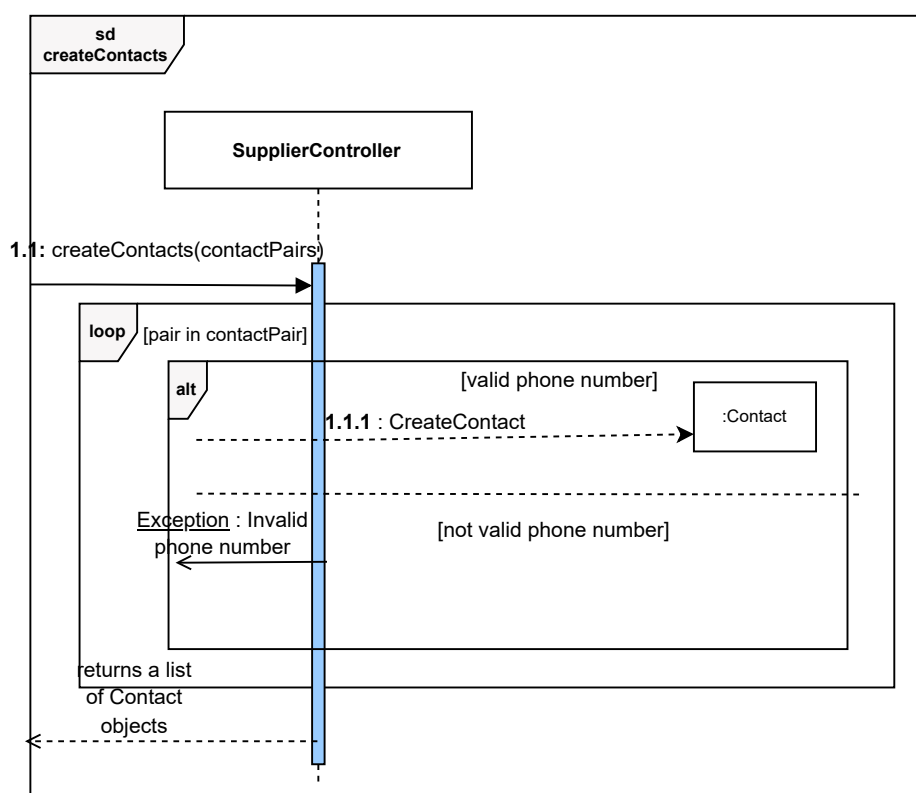 sd
createContacts
SupplierController
1.1: createContacts(contactPairs)
loop
[pair in contactPair]
alt
[valid phone number]
:Contact
1.1.1 : CreateContact
Exception : Invalid
phone number
[not valid phone number]
returns a list
of Contact
objects